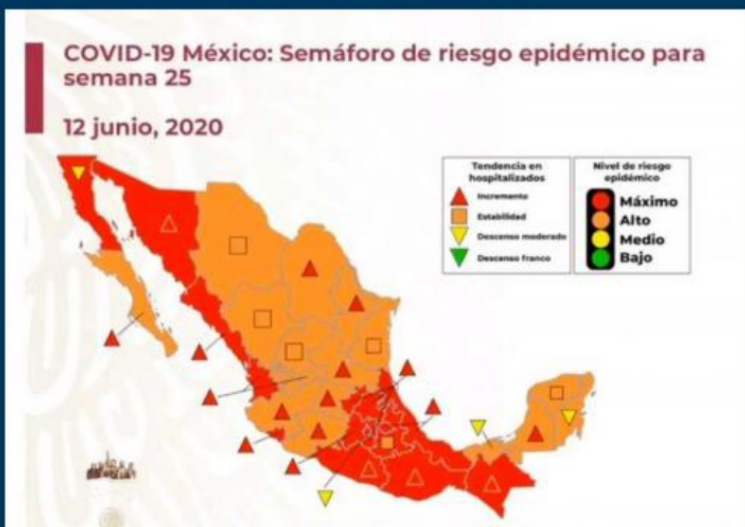 COVID-19 México: Semáforo de riesgo epidémico para
semana 25
12 junio, 2020
Tendencia en
hospitalizados
Incremento
Estabilidad
Descenso moderado
Descenso franco
Nivel de riesgo
epidémico
Máximo
Alto
Medio
Bajo